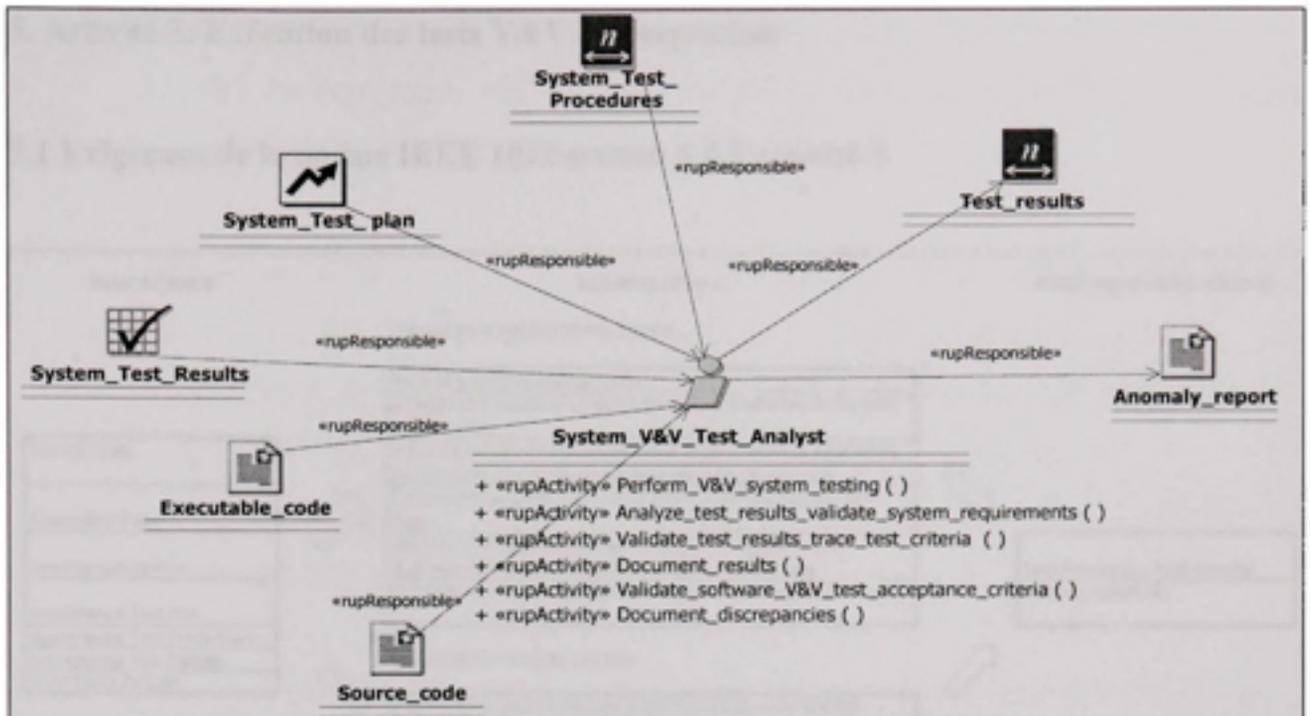 n
System_Test_
Procedures
«rupResponsible»
n
Test_results
System_Test_ plan
«rupResponsible»
«rupResponsible»
System_Test_Results
«rupResponsible»
«rupResponsible»
Anomaly_report
«rupResponsible»
Executable_code
System_V&V_Test_Analyst
+ «rupActivity» Perform_V&V_system_testing ( )
+ «rupActivity» Analyze_test_results_validate_system_requirements ( )
+ «rupActivity» Validate_test_results_trace_test_criteria ( )
+ «rupActivity» Document_results ( )
+ «rupActivity» Validate_software_V&V_test_acceptance_criteria ( )
+ «rupActivity» Document_discrepancies ( )
«rupResponsible»
Source_code